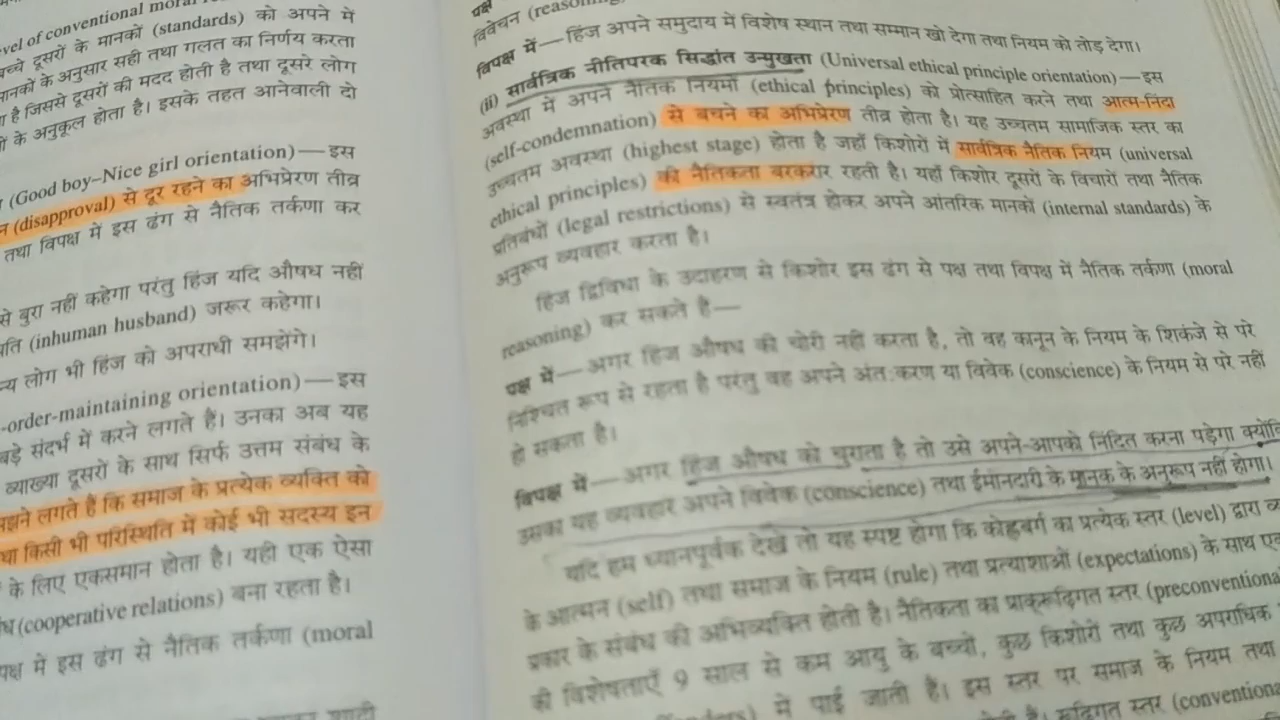 vel of conventional moral
(standards) को अपने में
बच्चे दूसरों के मानकों
के अनुसार सही तथा गलत का निर्णय करता
है जिससे दूसरों की मदद होती है तथा दूसरे लोग
के अनुकूल होता है। इसके तहत आनेवाली दो
(Good boy–Nice girl orientation)—इस
(disapproval) से दूर रहने का अभिप्रेरण तीव्र
तथा विपक्ष में इस ढंग से नैतिक तर्कणा कर
से बुरा नहीं कहेगा परंतु हिंज यदि औषध नहीं
(inhuman husband) जरूर कहेगा।
लोग भी हिंज को अपराधी समझेंगे।
-order-maintaining orientation)—इस
बड़े संदर्भ में करने लगते हैं। उनका अब यह
व्याख्या दूसरों के साथ सिर्फ उत्तम संबंध के
लगते हैं कि समाज के प्रत्येक व्यक्ति को
किसी भी परिस्थिति में कोई भी सदस्य इन
के लिए एकसमान होता है। यही एक ऐसा
(cooperative relations) बना रहता है।
में इस ढंग से नैतिक तर्कणा (moral
पक्ष
विवेचन (reasoning
विपक्ष में—हिंज अपने समुदाय में विशेष स्थान तथा सम्मान खो देगा तथा नियम को तोड़ देगा।
(ii) सार्वत्रिक नीतिपरक सिद्धांत उन्मुखता (Universal ethical principle orientation)—इस
अवस्था में अपने नैतिक नियमों (ethical principles) को प्रोत्साहित करने तथा आत्म-निंदा
(self-condemnation) से बचने का अभिप्रेरण तीव्र होता है। यह उच्चतम सामाजिक स्तर का
उच्चतम अवस्था (highest stage) होता है जहाँ किशोरों में सार्वत्रिक नैतिक नियम (universal
ethical principles) की नैतिकता बरकरार रहती है। यहाँ किशोर दूसरों के विचारों तथा नैतिक
प्रतिबंधों (legal restrictions) से स्वतंत्र होकर अपने आंतरिक मानकों (internal standards) के
अनुरूप व्यवहार करता है।
हिंज द्विविधा के उदाहरण से किशोर इस ढंग से पक्ष तथा विपक्ष में नैतिक तर्कणा (moral
reasoning) कर सकते है—
पक्ष में—अगर हिंज औषध की चोरी नहीं करता है, तो वह कानून के नियम के शिकंजे से परे
निश्चित रूप से रहता है परंतु वह अपने अंतःकरण या विवेक (conscience) के नियम से परे नहीं
हो सकता है।
विपक्ष में—अगर हिंज औषध को चुराता है तो उसे अपने-आपको निंदित करना पड़ेगा
उसका यह व्यवहार अपने विवेक (conscience) तथा ईमानदारी के मानक के अनुरूप नहीं होगा।
यदि हम ध्यानपूर्वक देखें तो यह स्पष्ट होगा कि कोह्लबर्ग का प्रत्येक स्तर (level) द्वारा
के आत्मन (self) तथा समाज के नियम (rule) तथा प्रत्याशाओं (expectations) के साथ
प्रकार के संबंध की अभिव्यक्ति होती है। नैतिकता का प्राक्‌रूढ़िगत स्तर (preconventiona
की विशेषताएँ 9 साल से कम आयु के बच्चों, कुछ किशोरों तथा कुछ अपराधिक
में पाई जाती है। इस स्तर पर समाज के नियम तथा
रूढ़िगत स्तर (conventiona